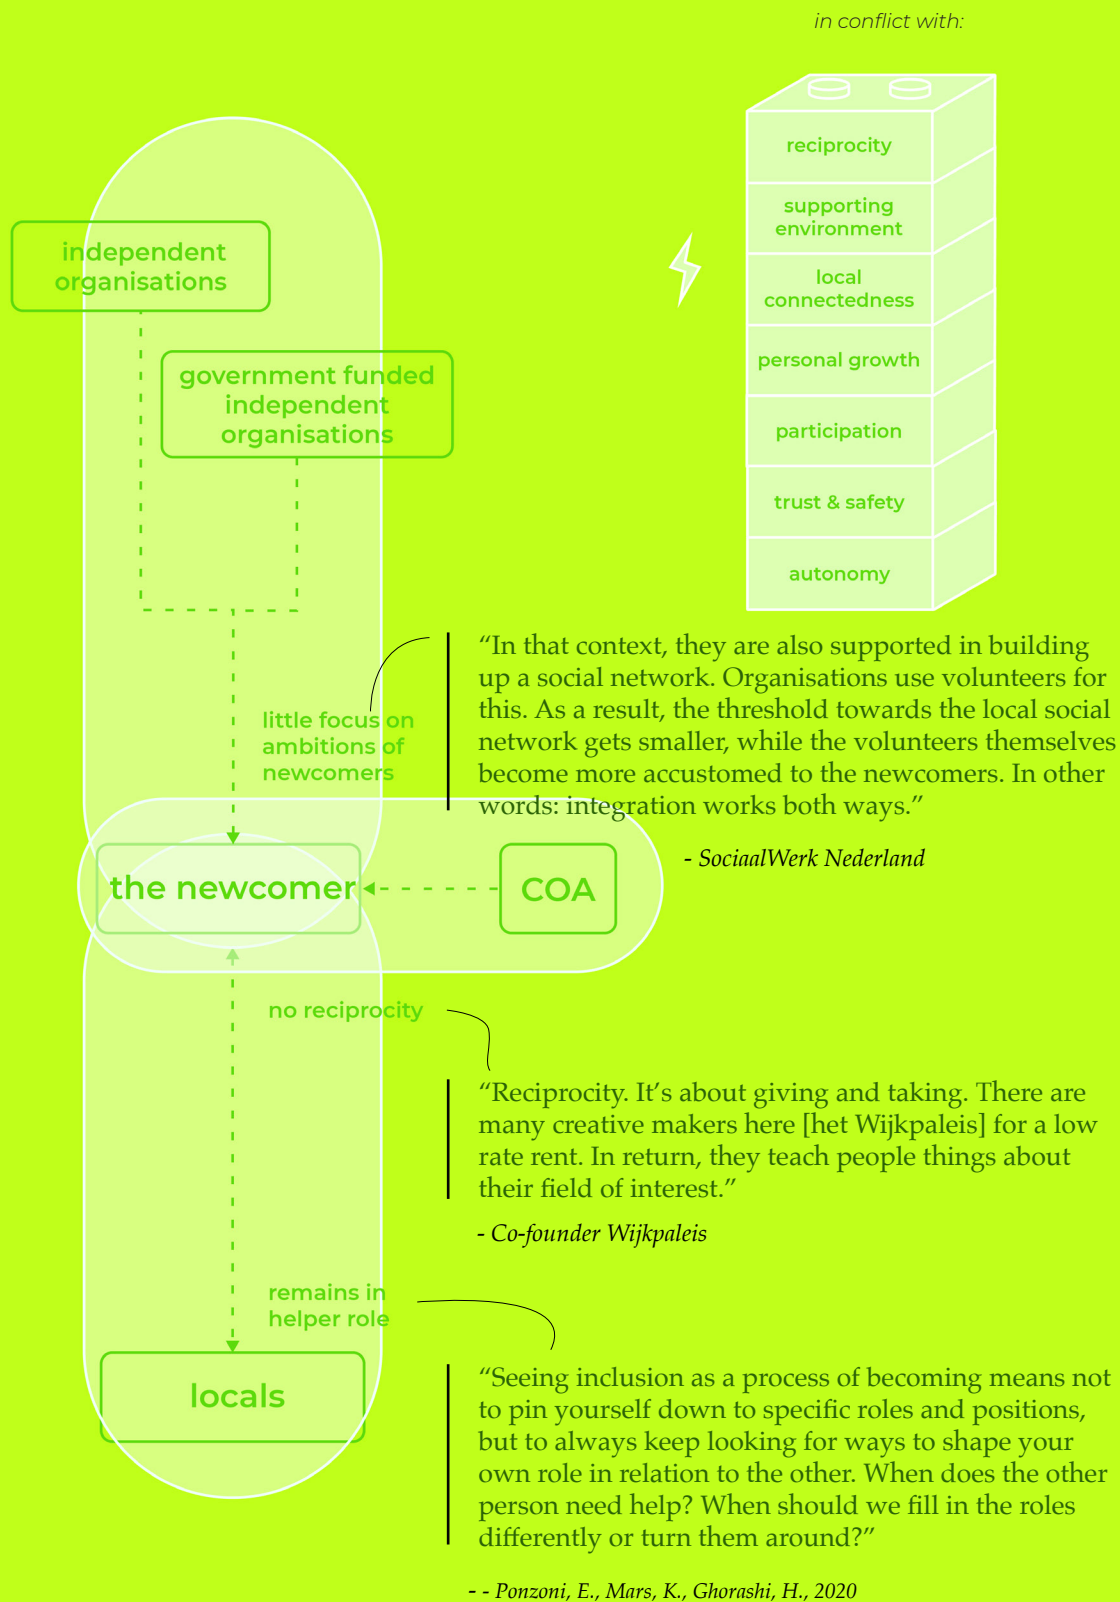 in conflict with:
reciprocity
supporting
environment
local
connectedness
personal growth
participation
trust & safety
autonomy
independent
organisations
government funded
independent
organisations
little focus on
ambitions of
newcomers
“In that context, they are also supported in building
up a social network. Organisations use volunteers for
this. As a result, the threshold towards the local social
network gets smaller, while the volunteers themselves
become more accustomed to the newcomers. In other
words: integration works both ways.”
- SociaalWerk Nederland
the newcomer
COA
no reciprocity
“Reciprocity. It’s about giving and taking. There are
many creative makers here [het Wijkpaleis] for a low
rate rent. In return, they teach people things about
their field of interest.”
- Co-founder Wijkpaleis
remains in
helper role
locals
“Seeing inclusion as a process of becoming means not
to pin yourself down to specific roles and positions,
but to always keep looking for ways to shape your
own role in relation to the other. When does the other
person need help? When should we fill in the roles
differently or turn them around?”
- - Ponzoni, E., Mars, K., Ghorashi, H., 2020